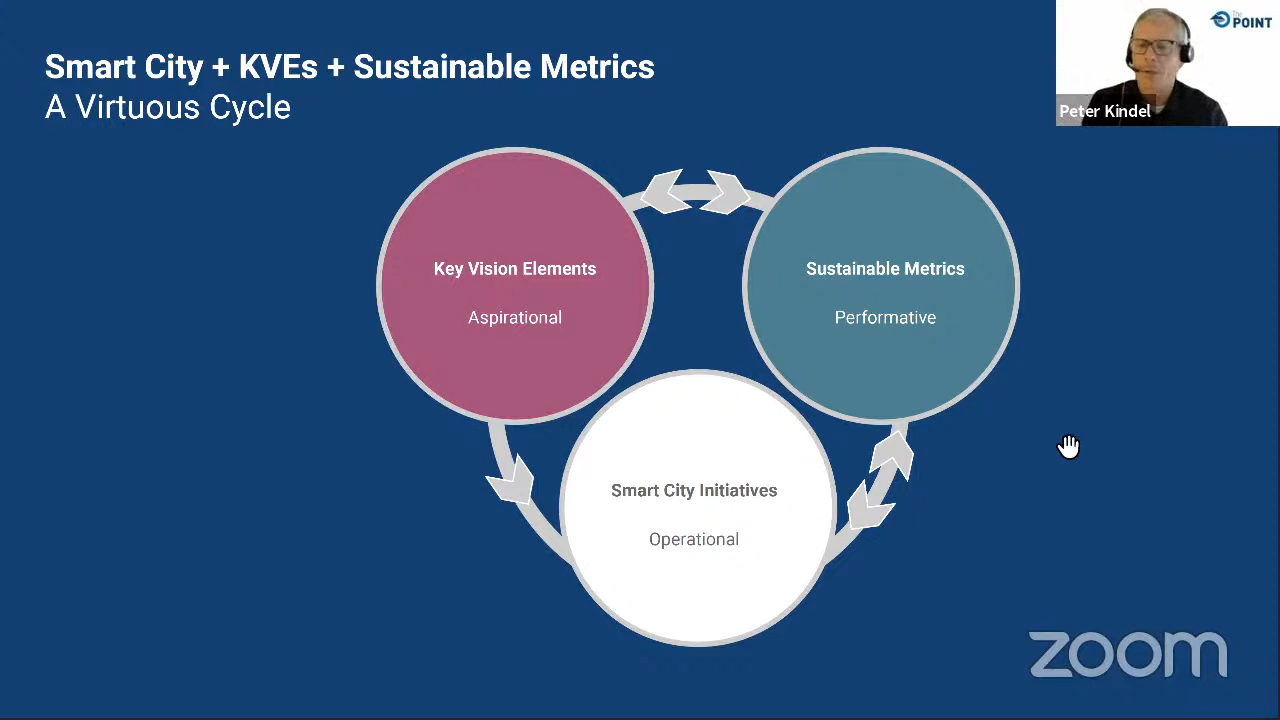 Smart City + KVEs + Sustainable Metrics
A Virtuous Cycle
The
POINT
Peter Kindel
Key Vision Elements
Aspirational
Sustainable Metrics
Performative
Smart City Initiatives
Operational
zoom